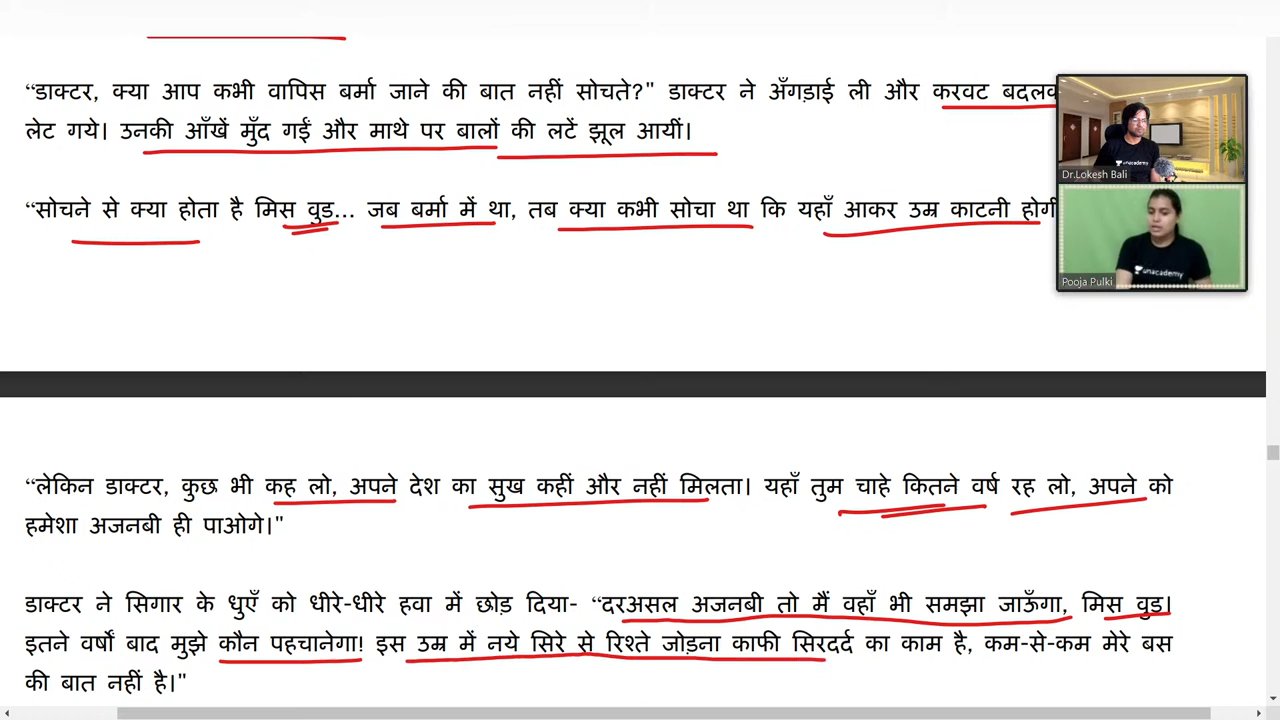 “डाक्टर, क्या आप कभी वापिस बर्मा जाने की बात नहीं सोचते?" डाक्टर ने अँगड़ाई ली और करवट बदलक
लेट गये। उनकी आँखें मुँद गईं और माथे पर बालों की लटें झूल आयीं।
Dr.Lokesh Bali
“सोचने से क्या होता है मिस वुड... जब बर्मा में था, तब क्या कभी सोचा था कि यहाँ आकर उम्र काटनी होगी
unacademy
unacademy
Pooja Pulki
“लेकिन डाक्टर, कुछ भी कह लो, अपने देश का सुख कहीं और नहीं मिलता। यहाँ तुम चाहे कितने वर्ष रह लो, अपने को
हमेशा अजनबी ही पाओगे।"
डाक्टर ने सिगार के धुएँ को धीरे-धीरे हवा में छोड़ दिया- “दरअसल अजनबी तो मैं वहाँ भी समझा जाऊँगा, मिस वुड।
इतने वर्षों बाद मुझे कौन पहचानेगा! इस उम्र में नये सिरे से रिश्ते जोड़ना काफी सिरदर्द का काम है, कम-से-कम मेरे बस
की बात नहीं है।"